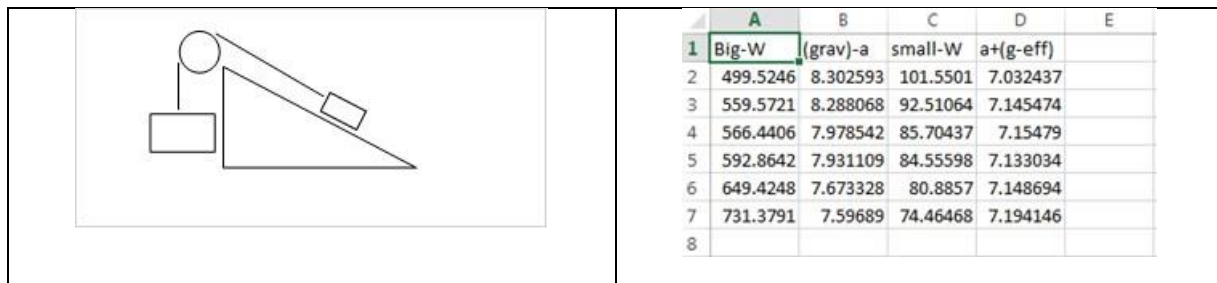 A B C D E
1 Big-W (grav)-a small-W a+(g-eff)
2 499.5246 8.302593 101.5501 7.032437
3 559.5721 8.288068 92.51064 7.145474
4 566.4406 7.978542 85.70437 7.15479
5 592.8642 7.931109 84.55598 7.133034
6 649.4248 7.673328 80.8857 7.148694
7 731.3791 7.59689 74.46468 7.194146
8